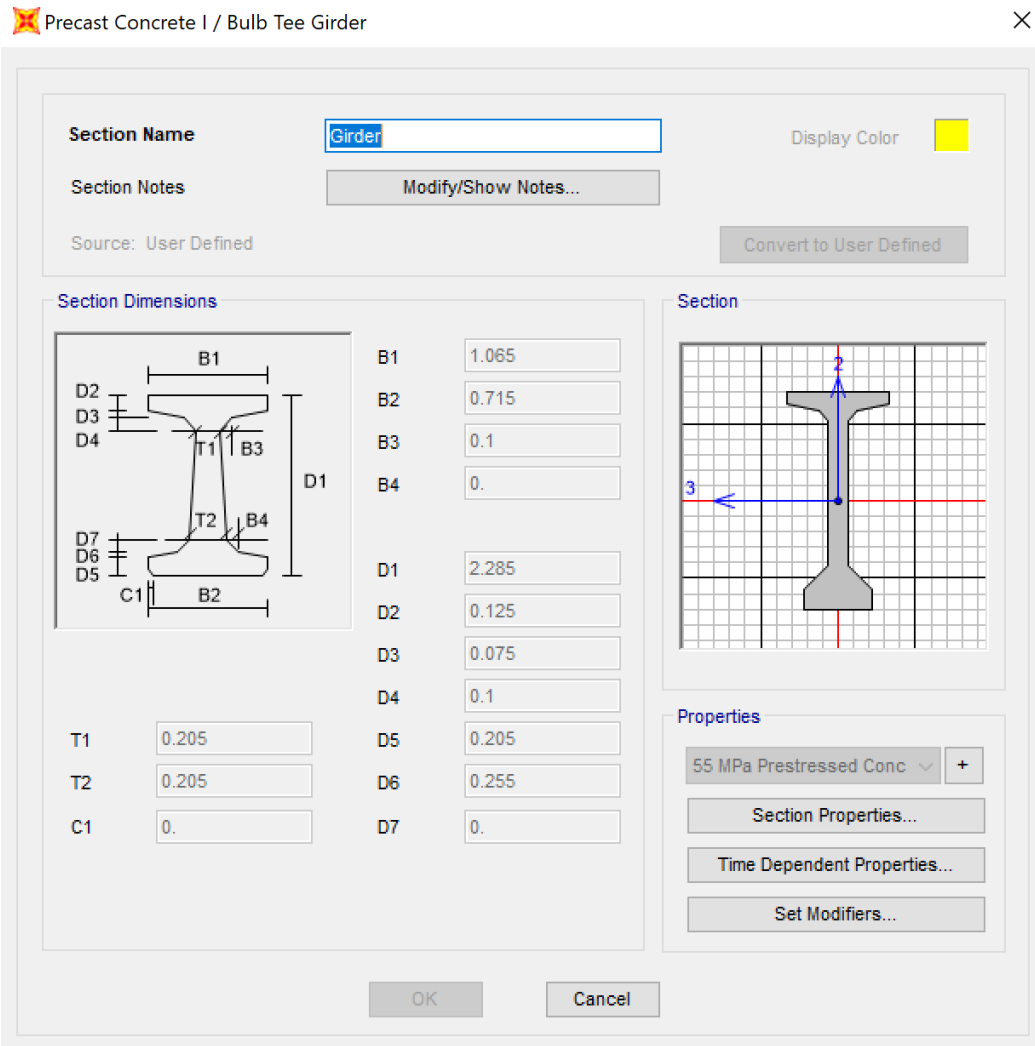 Precast Concrete I / Bulb Tee Girder
Section Name
Girder
Display Color
Section Notes
Modify/Show Notes...
Source: User Defined
Convert to User Defined
Section Dimensions
B1
D2
D3
D4
T1
B3
D1
T2
B4
D7
D6
D5
C1
B2
B1
1.065
B2
0.715
B3
0.1
B4
0.
D1
2.285
D2
0.125
D3
0.075
D4
0.1
T1
0.205
D5
0.205
T2
0.205
D6
0.255
C1
0.
D7
0.
Section
2
3
Properties
55 MPa Prestressed Conc
+
Section Properties...
Time Dependent Properties...
Set Modifiers...
OK
Cancel